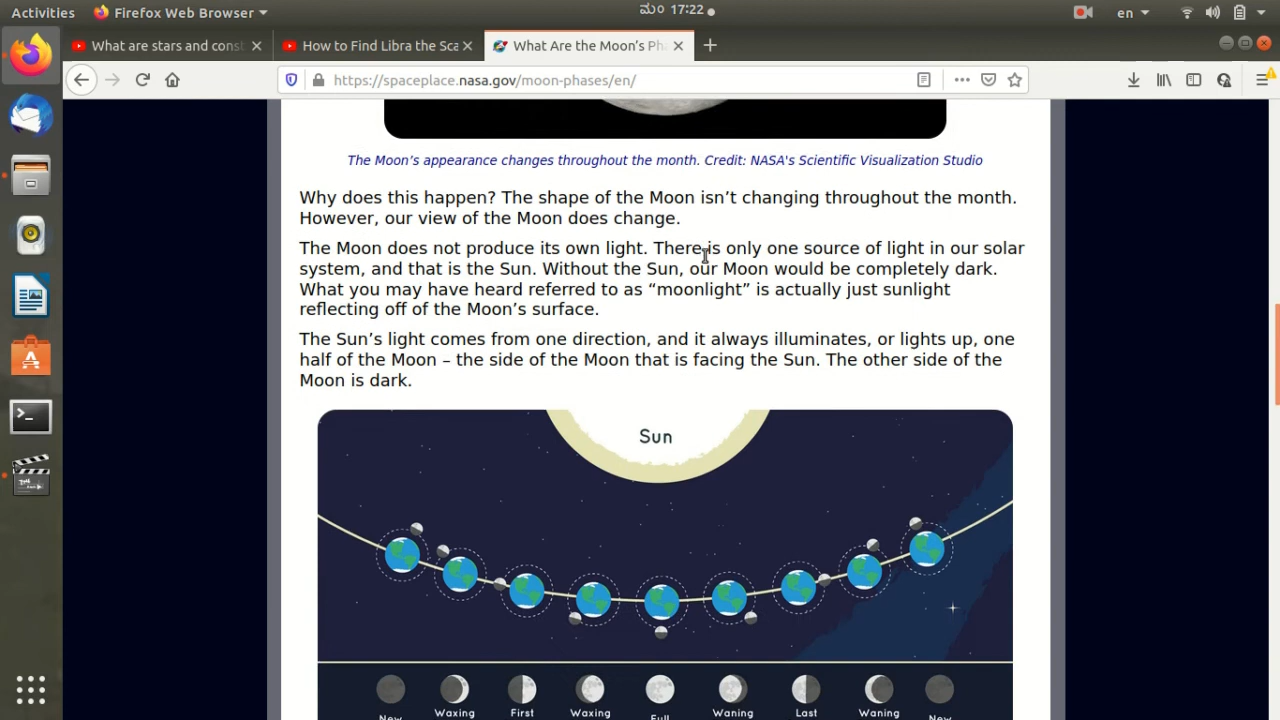 Activities
Firefox Web Browser
మం౦ 17:22
en
What are stars and const
How to Find Libra the Sca
What Are the Moon's Pha
https://spaceplace.nasa.gov/moon-phases/en/
The Moon's appearance changes throughout the month. Credit: NASA's Scientific Visualization Studio
Why does this happen? The shape of the Moon isn't changing throughout the month.
However, our view of the Moon does change.
The Moon does not produce its own light. There is only one source of light in our solar
system, and that is the Sun. Without the Sun, our Moon would be completely dark.
What you may have heard referred to as “moonlight” is actually just sunlight
reflecting off of the Moon's surface.
The Sun's light comes from one direction, and it always illuminates, or lights up, one
half of the Moon – the side of the Moon that is facing the Sun. The other side of the
Moon is dark.
Sun
New Waxing First Waxing Full Waning Last Waning New